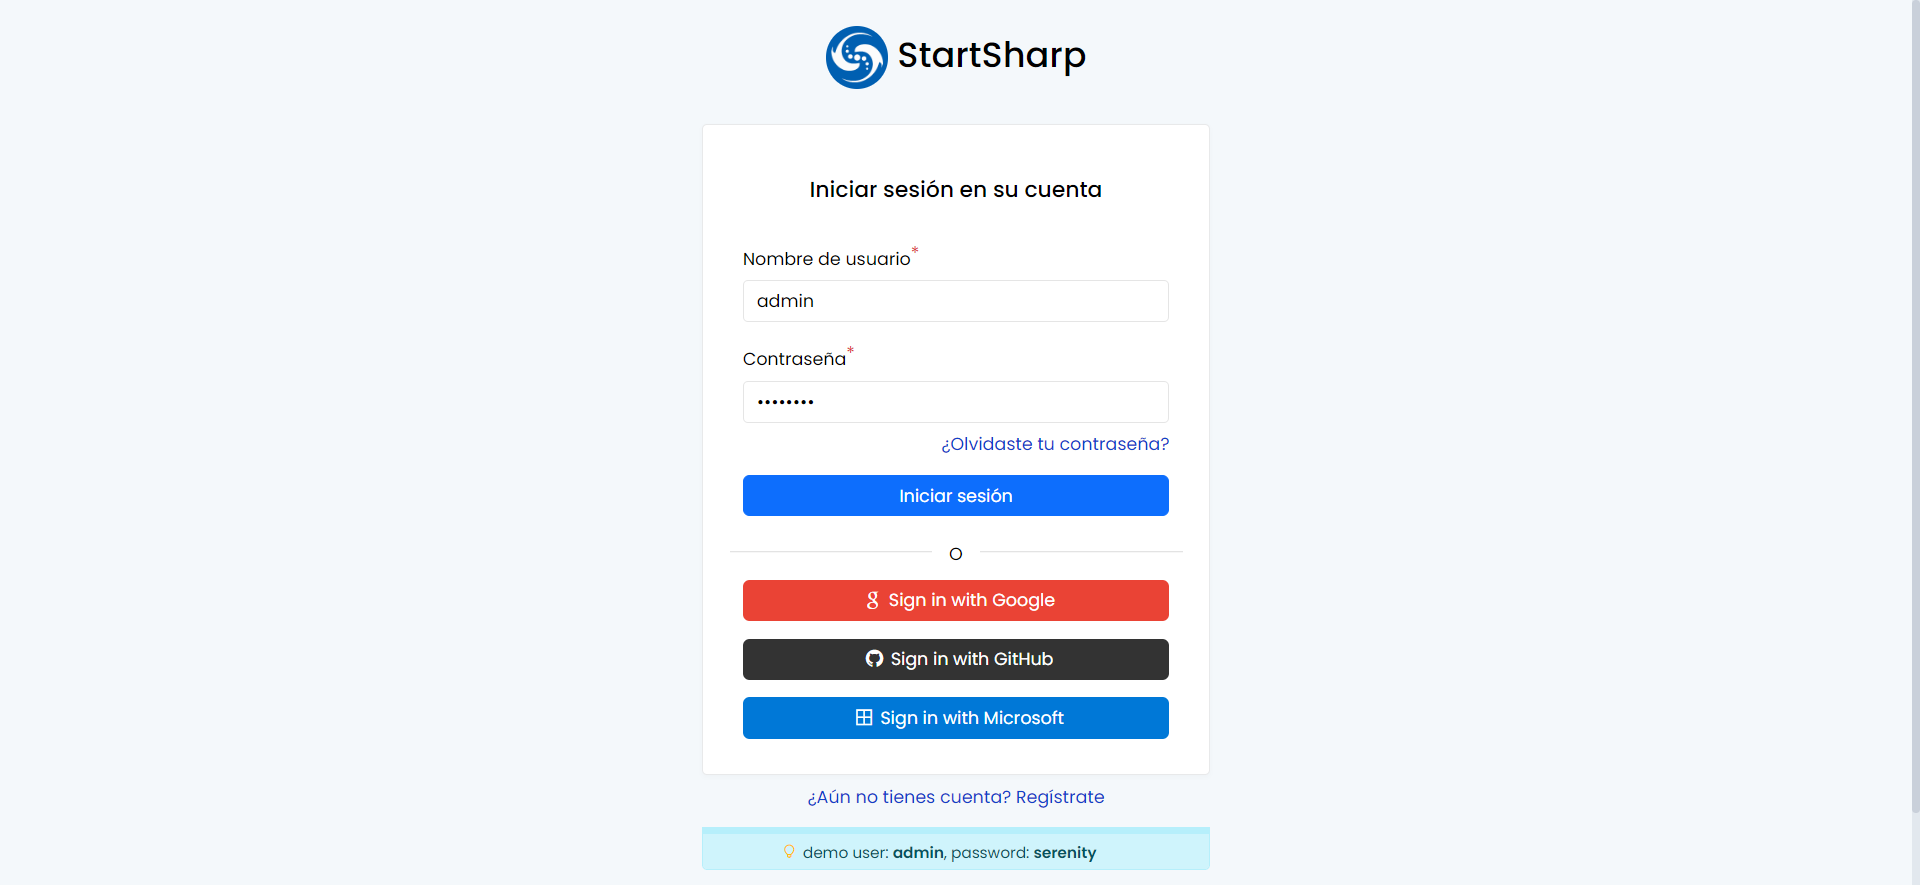 StartSharp
Iniciar sesión en su cuenta
Nombre de usuario*
admin
Contraseña*
••••••••
¿Olvidaste tu contraseña?
Iniciar sesión
O
Sign in with Google
Sign in with GitHub
Sign in with Microsoft
¿Aún no tienes cuenta? Regístrate
demo user: admin, password: serenity